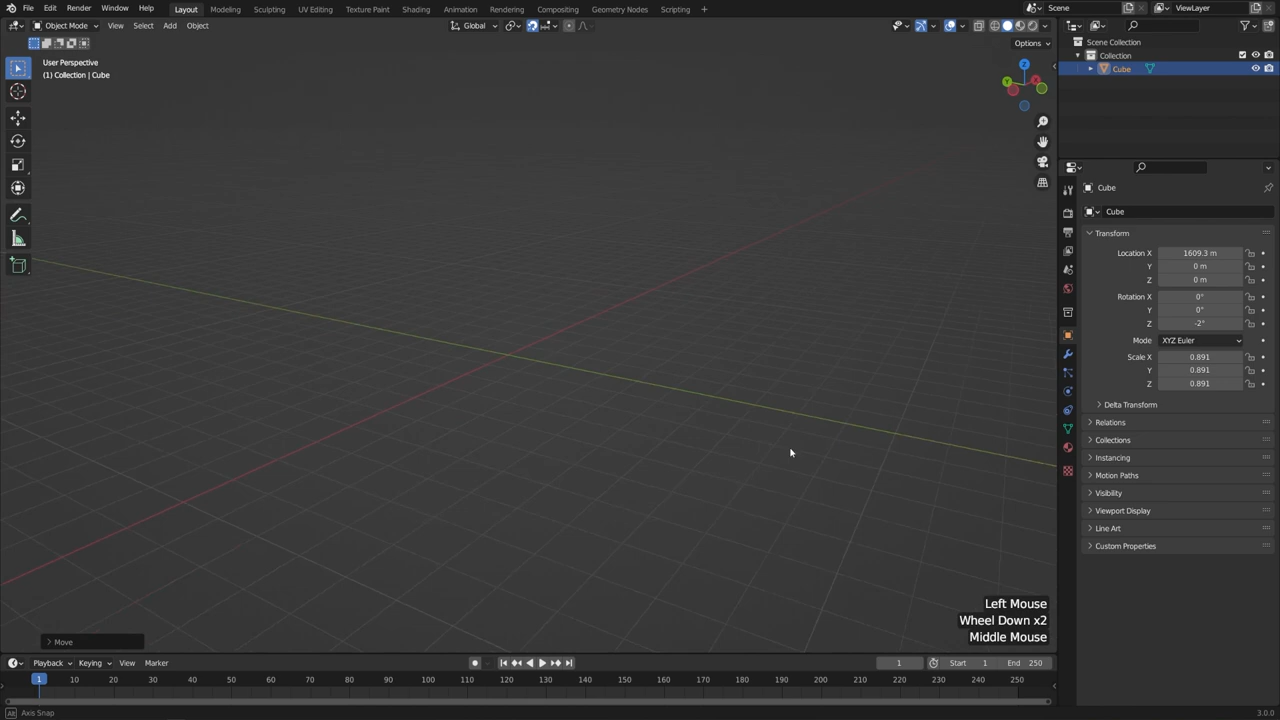 File Edit Render Window Help Layout Modeling Sculpting UV Editing Texture Paint Shading Animation Rendering Compositing Geometry Nodes Scripting + Scene ViewLayer
Object Mode View Select Add Object Global
Options
User Perspective
(1) Collection | Cube
Z
Y
X
Scene Collection
Collection
Cube
Cube
Cube
Transform
Location X 1609.3 m
Y 0 m
Z 0 m
Rotation X 0°
Y 0°
Z -2°
Mode XYZ Euler
Scale X 0.891
Y 0.891
Z 0.891
Delta Transform
Relations
Collections
Instancing
Motion Paths
Visibility
Viewport Display
Line Art
Custom Properties
Left Mouse
Wheel Down x2
Middle Mouse
Move
Playback Keying View Marker 1 Start 1 End 250
1 10 20 30 40 50 60 70 80 90 100 110 120 130 140 150 160 170 180 190 200 210 220 230 240 250
Alt Axis Snap 3.0.0